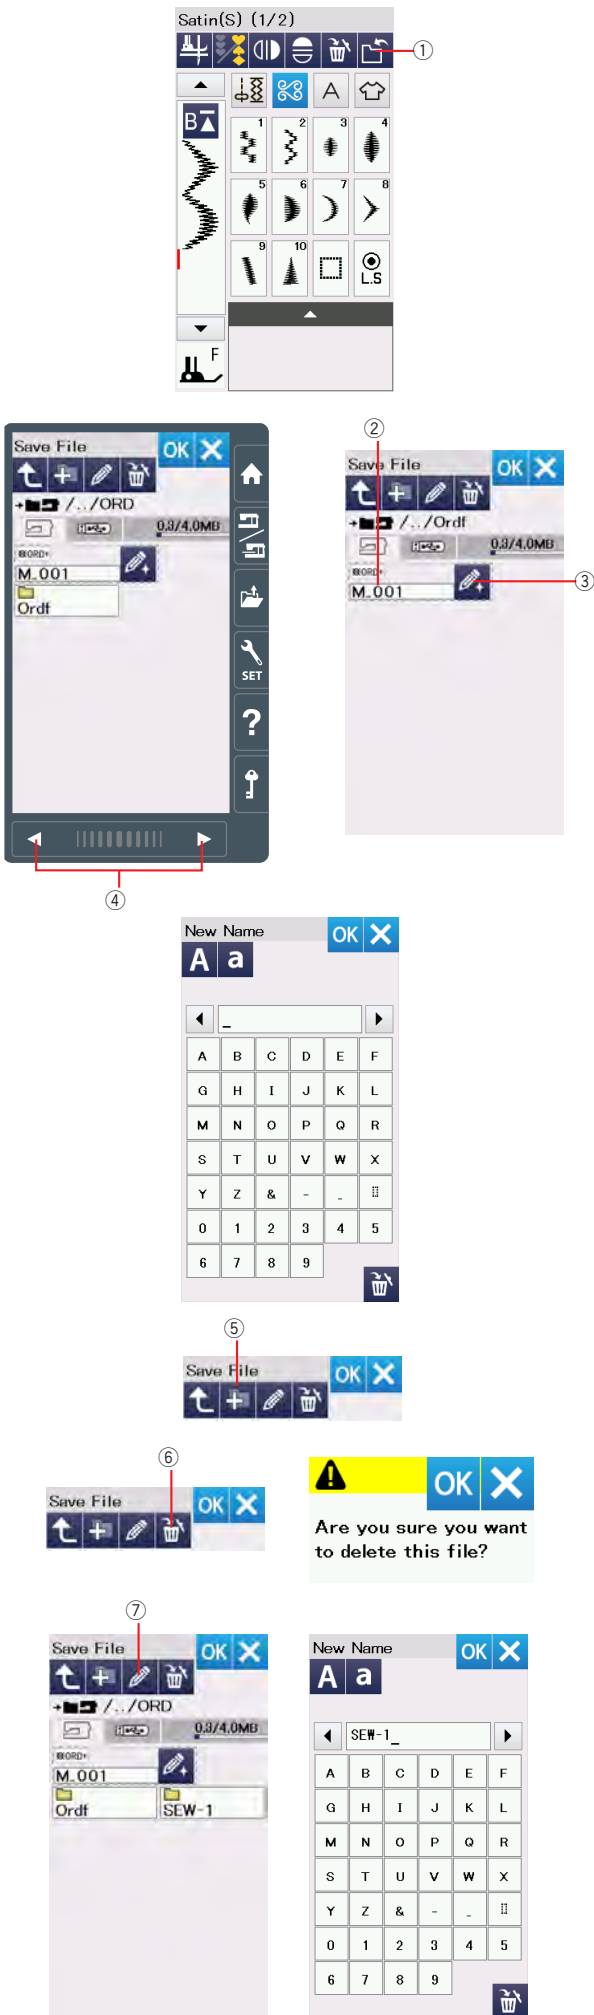 Satin(S) (1/2)
①
A
B
1
2
3
4
5
6
7
8
9
10
L.S
F
②
Save File
OK
/../ORD
0.3/4.0MB
M_001
Ordf
SET
?
④
Save File
OK
/../Ordf
0.3/4.0MB
③
M_001
New Name
OK
A a
_
A B C D E F
G H I J K L
M N O P Q R
S T U V W X
Y Z & - _
0 1 2 3 4 5
6 7 8 9
⑤
Save File
OK
⑥
Save File
OK
OK
Are you sure you want
to delete this file?
⑦
Save File
OK
/../ORD
0.3/4.0MB
M_001
Ordf
SEW-1
New Name
OK
A a
SEW-1_
A B C D E F
G H I J K L
M N O P Q R
S T U V W X
Y Z & - _
0 1 2 3 4 5
6 7 8 9